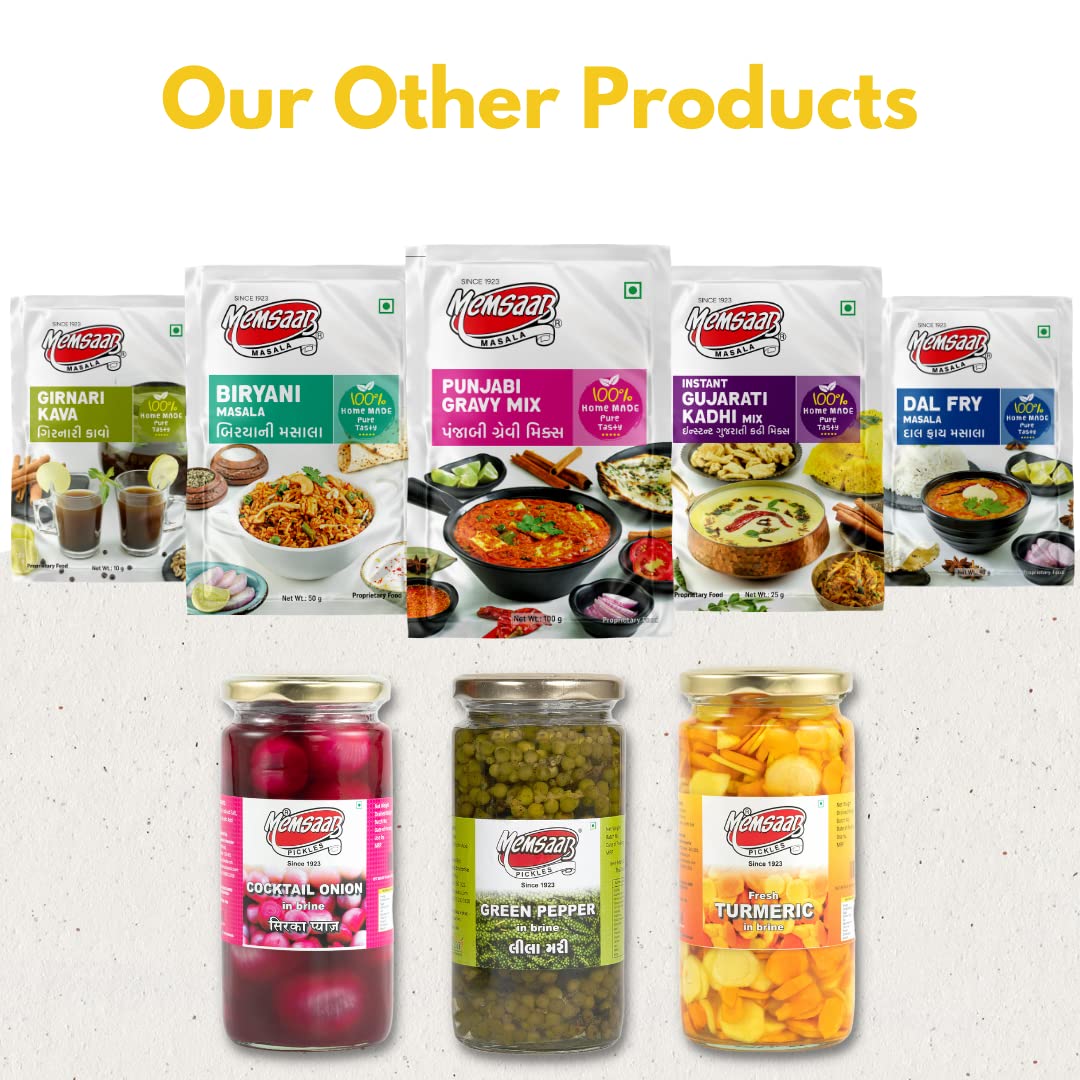 Our Other Products
SINCE 1923
MEMSAAB
®
MASALA
GIRNARI
KAVA
ગિરનારી કાવો
100%
Home MADE
Pure
Tasty
Proprietary Food
Net Wt.: 10 g
SINCE 1923
MEMSAAB
®
MASALA
BIRYANI
MASALA
બિરયાની મસાલા
100%
Home MADE
Pure
Tasty
Net Wt.: 50 g
Proprietary Food
SINCE 1923
MEMSAAB
®
MASALA
PUNJABI
GRAVY MIX
પંજાબી ગ્રેવી મિક્સ
100%
Home MADE
Pure
Tasty
Net Wt.: 100 g
Proprietary Food
SINCE 1923
MEMSAAB
®
MASALA
INSTANT
GUJARATI
KADHI MIX
ઇન્સ્ટન્ટ ગુજરાતી કઢી મિક્સ
100%
Home MADE
Pure
Tasty
Net Wt.: 25 g
Proprietary Food
SINCE 1923
MEMSAAB
®
MASALA
DAL FRY
MASALA
દાલ ફ્રાય મસાલા
100%
Home MADE
Pure
Tasty
Net Wt.:
Proprietary Food
MEMSAAB
®
PICKLES
Since 1923
COCKTAIL ONION
in brine
सिरका प्याज़
MEMSAAB
®
PICKLES
Since 1923
GREEN PEPPER
in brine
લીલા મરી
MEMSAAB
®
PICKLES
Since 1923
Fresh
TURMERIC
in brine